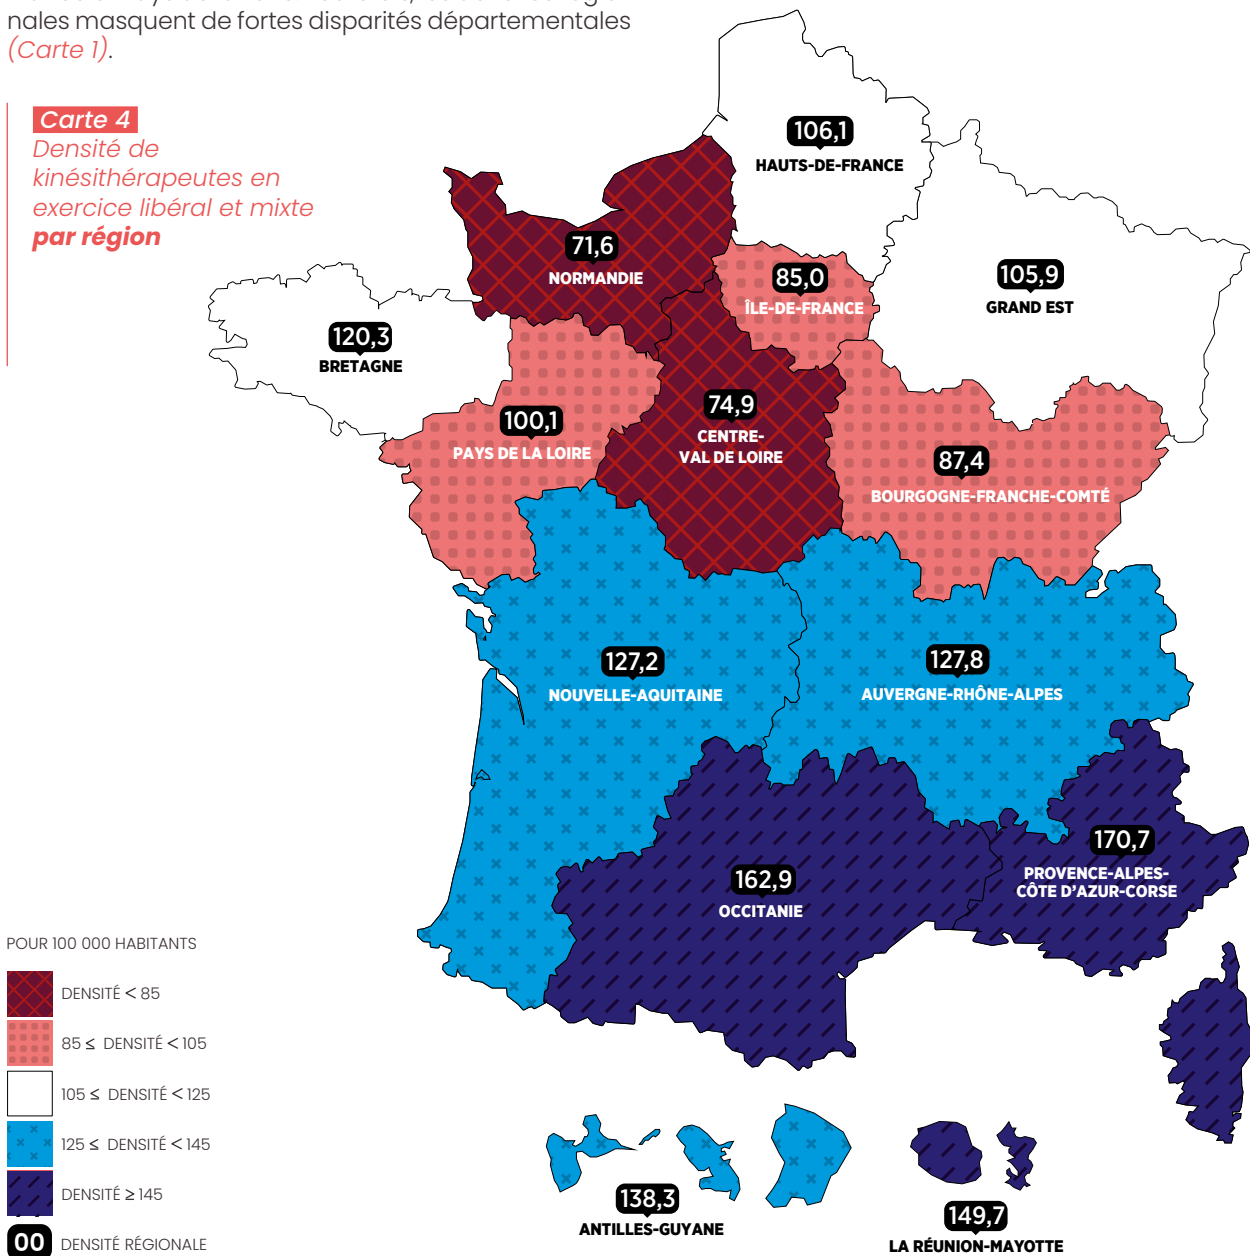 nales masquent de fortes disparités départementales
(Carte 1).
Carte 4
Densité de
kinésithérapeutes en
exercice libéral et mixte
par région
106,1
HAUTS-DE-FRANCE
71,6
NORMANDIE
85,0
ÎLE-DE-FRANCE
105,9
GRAND EST
120,3
BRETAGNE
100,1
PAYS DE LA LOIRE
74,9
CENTRE-
VAL DE LOIRE
87,4
BOURGOGNE-FRANCHE-COMTÉ
127,2
NOUVELLE-AQUITAINE
127,8
AUVERGNE-RHÔNE-ALPES
162,9
OCCITANIE
170,7
PROVENCE-ALPES-
CÔTE D'AZUR-CORSE
138,3
ANTILLES-GUYANE
149,7
LA RÉUNION-MAYOTTE
POUR 100 000 HABITANTS
DENSITÉ < 85
85 ≤ DENSITÉ < 105
105 ≤ DENSITÉ < 125
125 ≤ DENSITÉ < 145
DENSITÉ ≥ 145
00 DENSITÉ RÉGIONALE